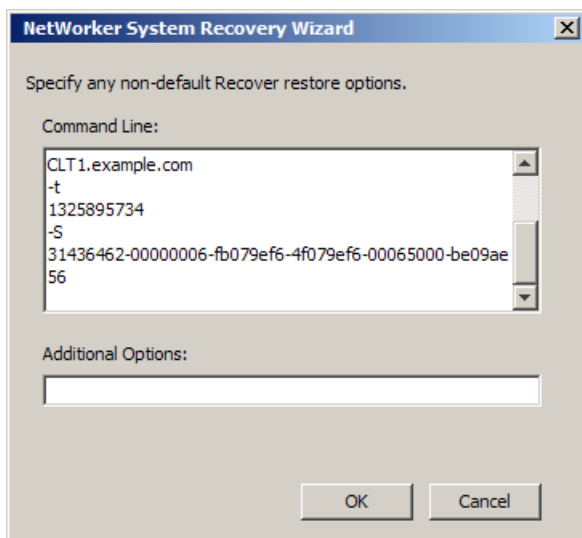 NetWorker System Recovery Wizard
Specify any non-default Recover restore options.
Command Line:
CLT1.example.com
-t
1325895734
-S
31436462-00000006-fb079ef6-4f079ef6-00065000-be09ae
56
Additional Options:
OK
Cancel